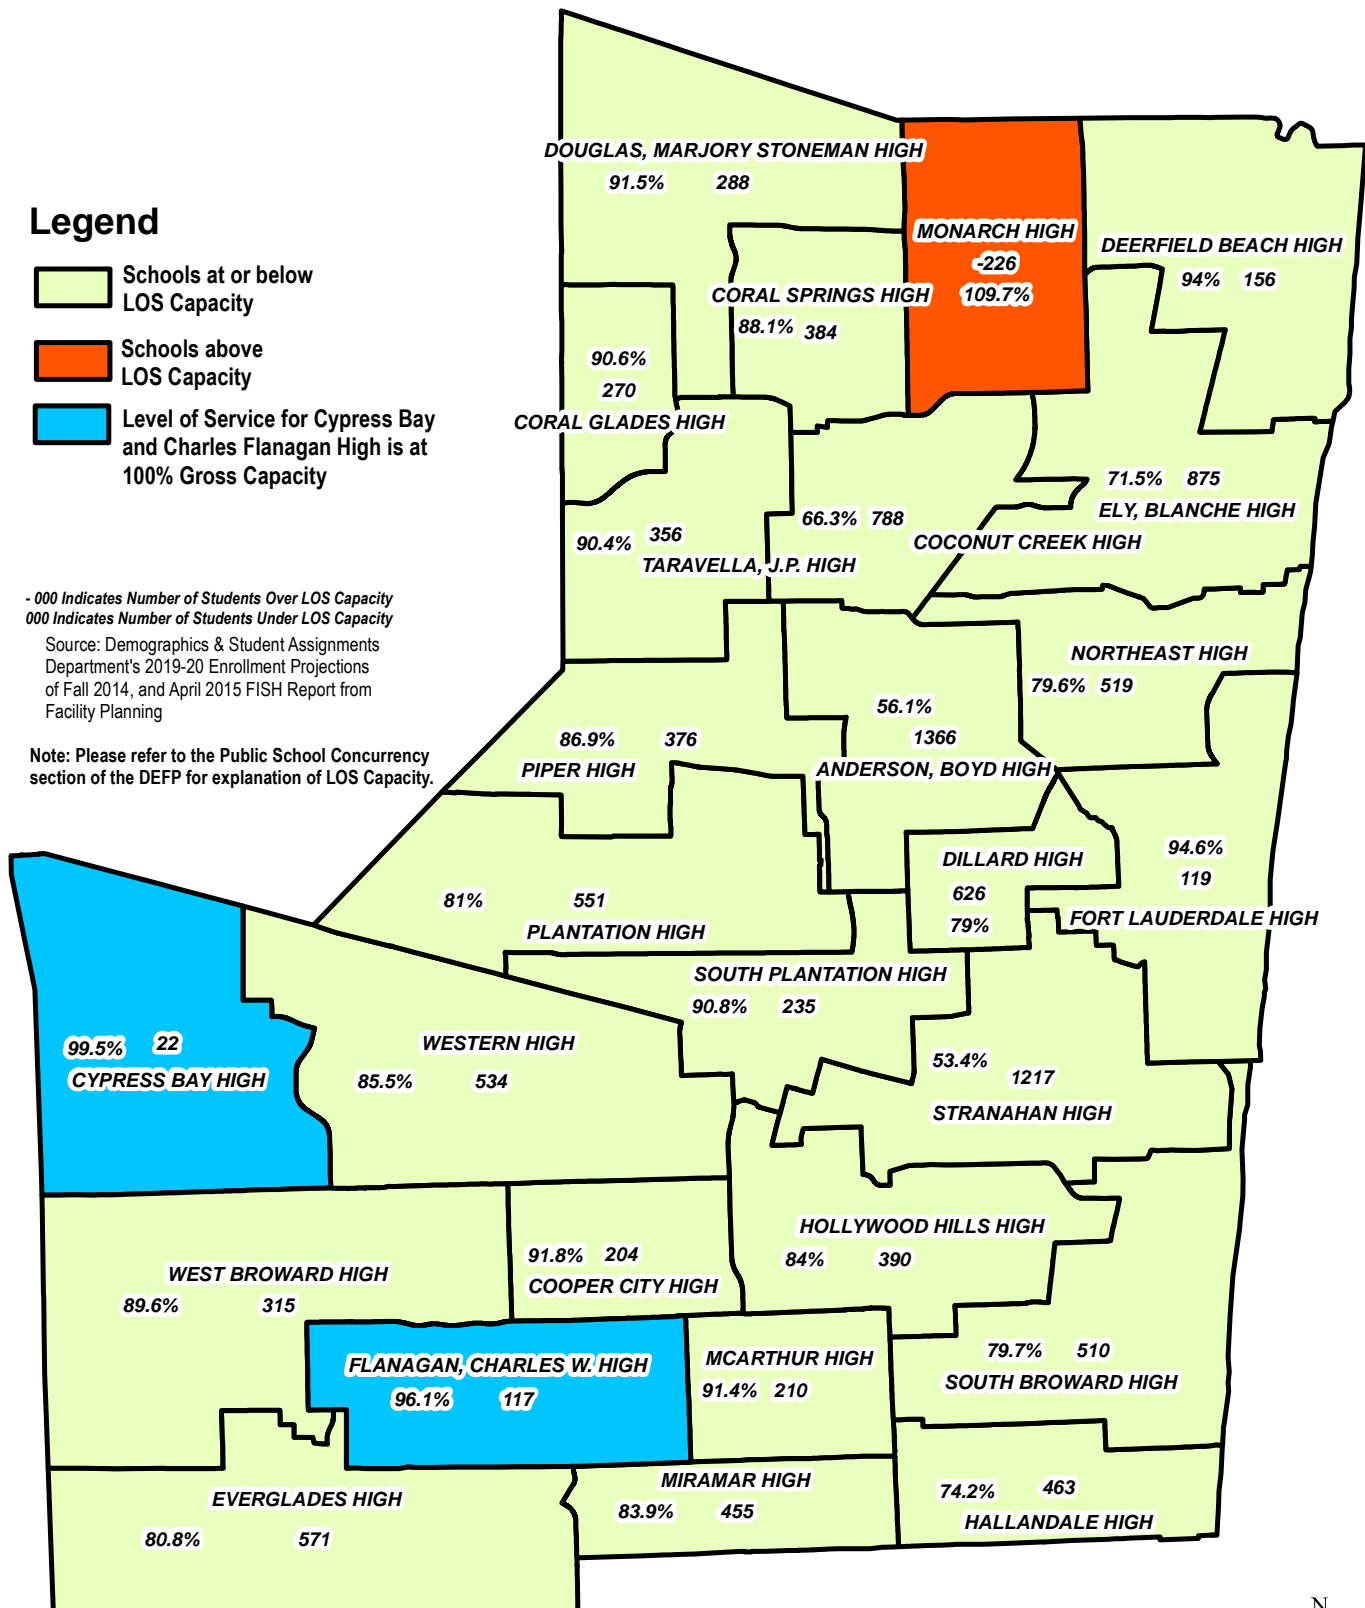 DOUGLAS, MARJORY STONEMAN HIGH
91.5% 288
Legend
Schools at or below
LOS Capacity
Schools above
LOS Capacity
Level of Service for Cypress Bay
and Charles Flanagan High is at
100% Gross Capacity
- 000 Indicates Number of Students Over LOS Capacity
000 Indicates Number of Students Under LOS Capacity
Source: Demographics & Student Assignments
Department's 2019-20 Enrollment Projections
of Fall 2014, and April 2015 FISH Report from
Facility Planning
Note: Please refer to the Public School Concurrency
section of the DEFP for explanation of LOS Capacity.
MONARCH HIGH
-226
109.7%
DEERFIELD BEACH HIGH
94% 156
CORAL SPRINGS HIGH
88.1% 384
90.6%
270
CORAL GLADES HIGH
71.5% 875
ELY, BLANCHE HIGH
66.3% 788
COCONUT CREEK HIGH
90.4% 356
TARAVELLA, J.P. HIGH
NORTHEAST HIGH
79.6% 519
56.1%
1366
ANDERSON, BOYD HIGH
86.9% 376
PIPER HIGH
DILLARD HIGH
626
79%
94.6%
119
FORT LAUDERDALE HIGH
81% 551
PLANTATION HIGH
SOUTH PLANTATION HIGH
90.8% 235
99.5% 22
CYPRESS BAY HIGH
WESTERN HIGH
85.5% 534
53.4%
1217
STRANAHAN HIGH
HOLLYWOOD HILLS HIGH
84% 390
91.8% 204
COOPER CITY HIGH
WEST BROWARD HIGH
89.6% 315
FLANAGAN, CHARLES W. HIGH
96.1% 117
MCARTHUR HIGH
91.4% 210
79.7% 510
SOUTH BROWARD HIGH
MIRAMAR HIGH
83.9% 455
74.2% 463
HALLANDALE HIGH
EVERGLADES HIGH
80.8% 571
N